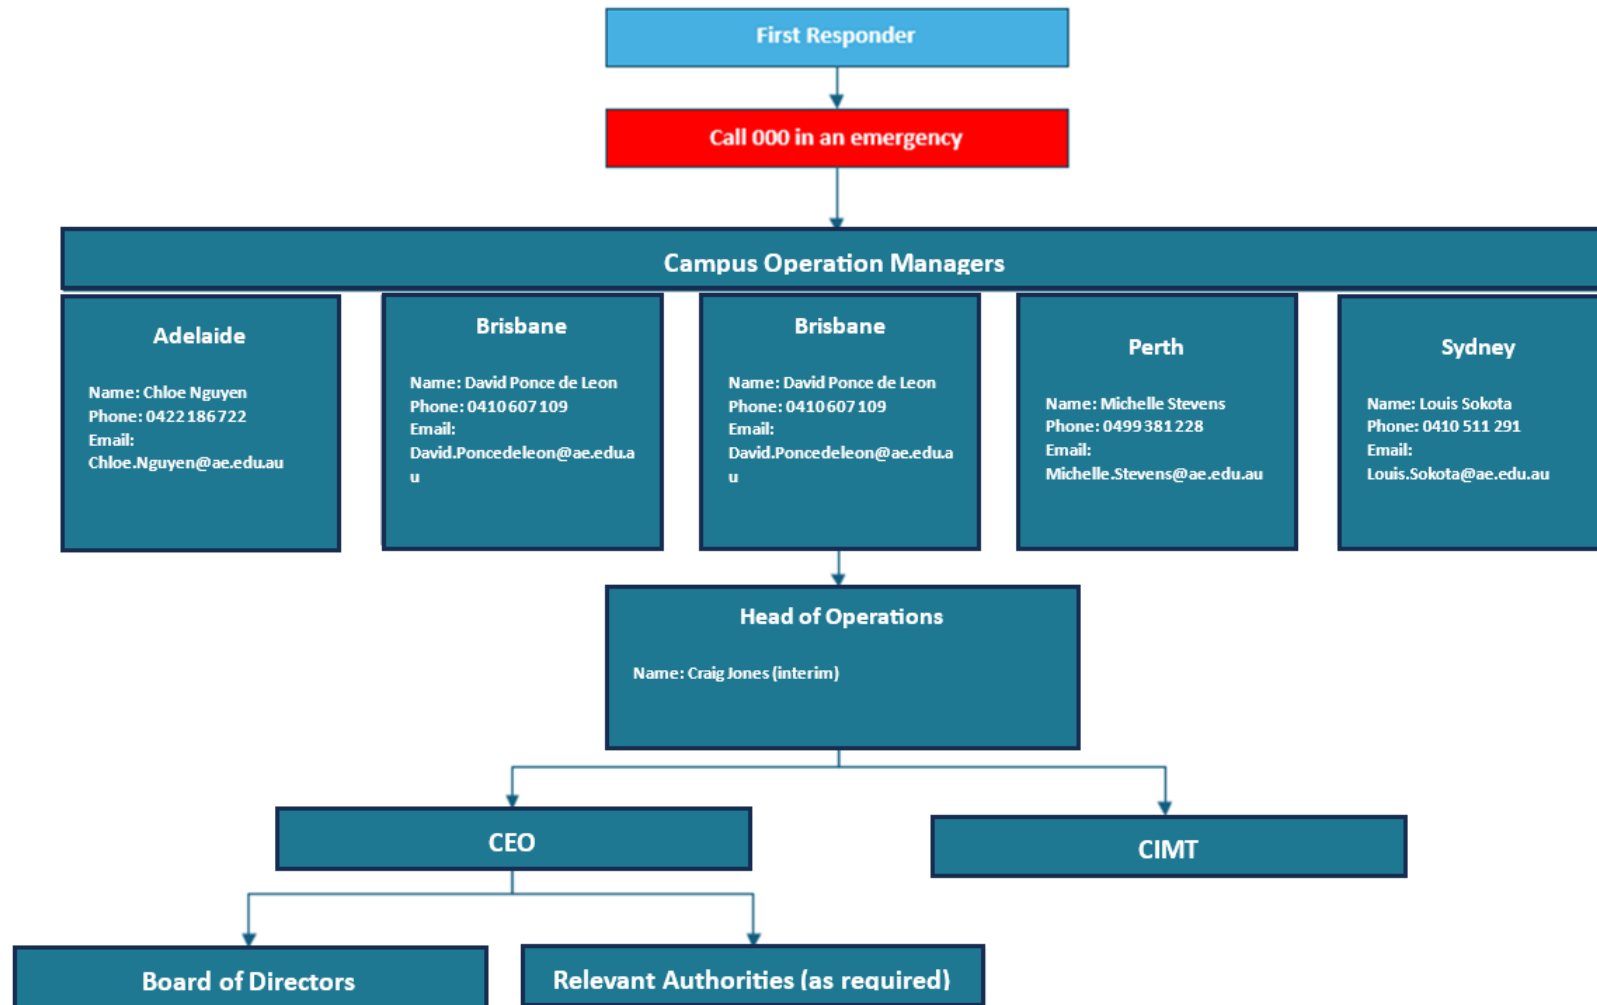 First Responder
Call 000 in an emergency
Campus Operation Managers
Adelaide
Name: Chloe Nguyen
Phone: 0422 186 722
Email:
Chloe.Nguyen@ae.edu.au
Brisbane
Name: David Ponce de Leon
Phone: 0410 607 109
Email:
David.Poncedeleon@ae.edu.a
u
Brisbane
Name: David Ponce de Leon
Phone: 0410 607 109
Email:
David.Poncedeleon@ae.edu.a
u
Perth
Name: Michelle Stevens
Phone: 0499 381 228
Email:
Michelle.Stevens@ae.edu.au
Sydney
Name: Louis Sokota
Phone: 0410 511 291
Email:
Louis.Sokota@ae.edu.au
Head of Operations
Name: Craig Jones (interim)
CEO
CIMT
Board of Directors
Relevant Authorities (as required)